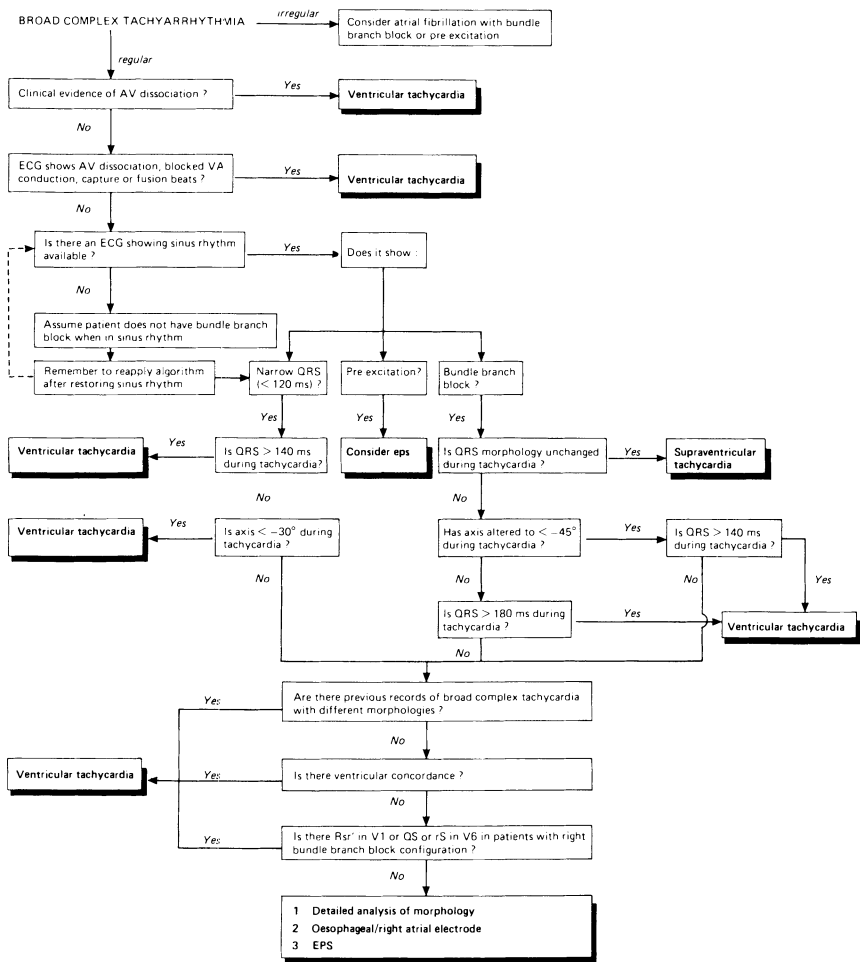 BROAD COMPLEX TACHYARRHYTHMIA
irregular
Consider atrial fibrillation with bundle
branch block or pre excitation
regular
Clinical evidence of AV dissociation ?
Yes
Ventricular tachycardia
No
ECG shows AV dissociation, blocked VA
conduction, capture or fusion beats ?
Yes
Ventricular tachycardia
No
Is there an ECG showing sinus rhythm
available ?
Yes
Does it show :
No
Assume patient does not have bundle branch
block when in sinus rhythm
Remember to reapply algorithm
after restoring sinus rhythm
Narrow QRS
(< 120 ms) ?
Pre excitation?
Bundle branch
block ?
Yes
Yes
Yes
Ventricular tachycardia
Yes
Is QRS > 140 ms
during tachycardia?
Consider eps
Is QRS morphology unchanged
during tachycardia ?
Yes
Supraventricular
tachycardia
No
No
Ventricular tachycardia
Yes
Is axis < −30° during
tachycardia ?
Has axis altered to < −45°
during tachycardia ?
Yes
Is QRS > 140 ms
during tachycardia ?
No
No
No
Yes
Is QRS > 180 ms during
tachycardia ?
Yes
Ventricular tachycardia
No
Are there previous records of broad complex tachycardia
with different morphologies ?
Yes
No
Ventricular tachycardia
Yes
Is there ventricular concordance ?
No
Yes
Is there Rsr' in V1 or QS or rS in V6 in patients with right
bundle branch block configuration ?
No
1 Detailed analysis of morphology
2 Oesophageal/right atrial electrode
3 EPS